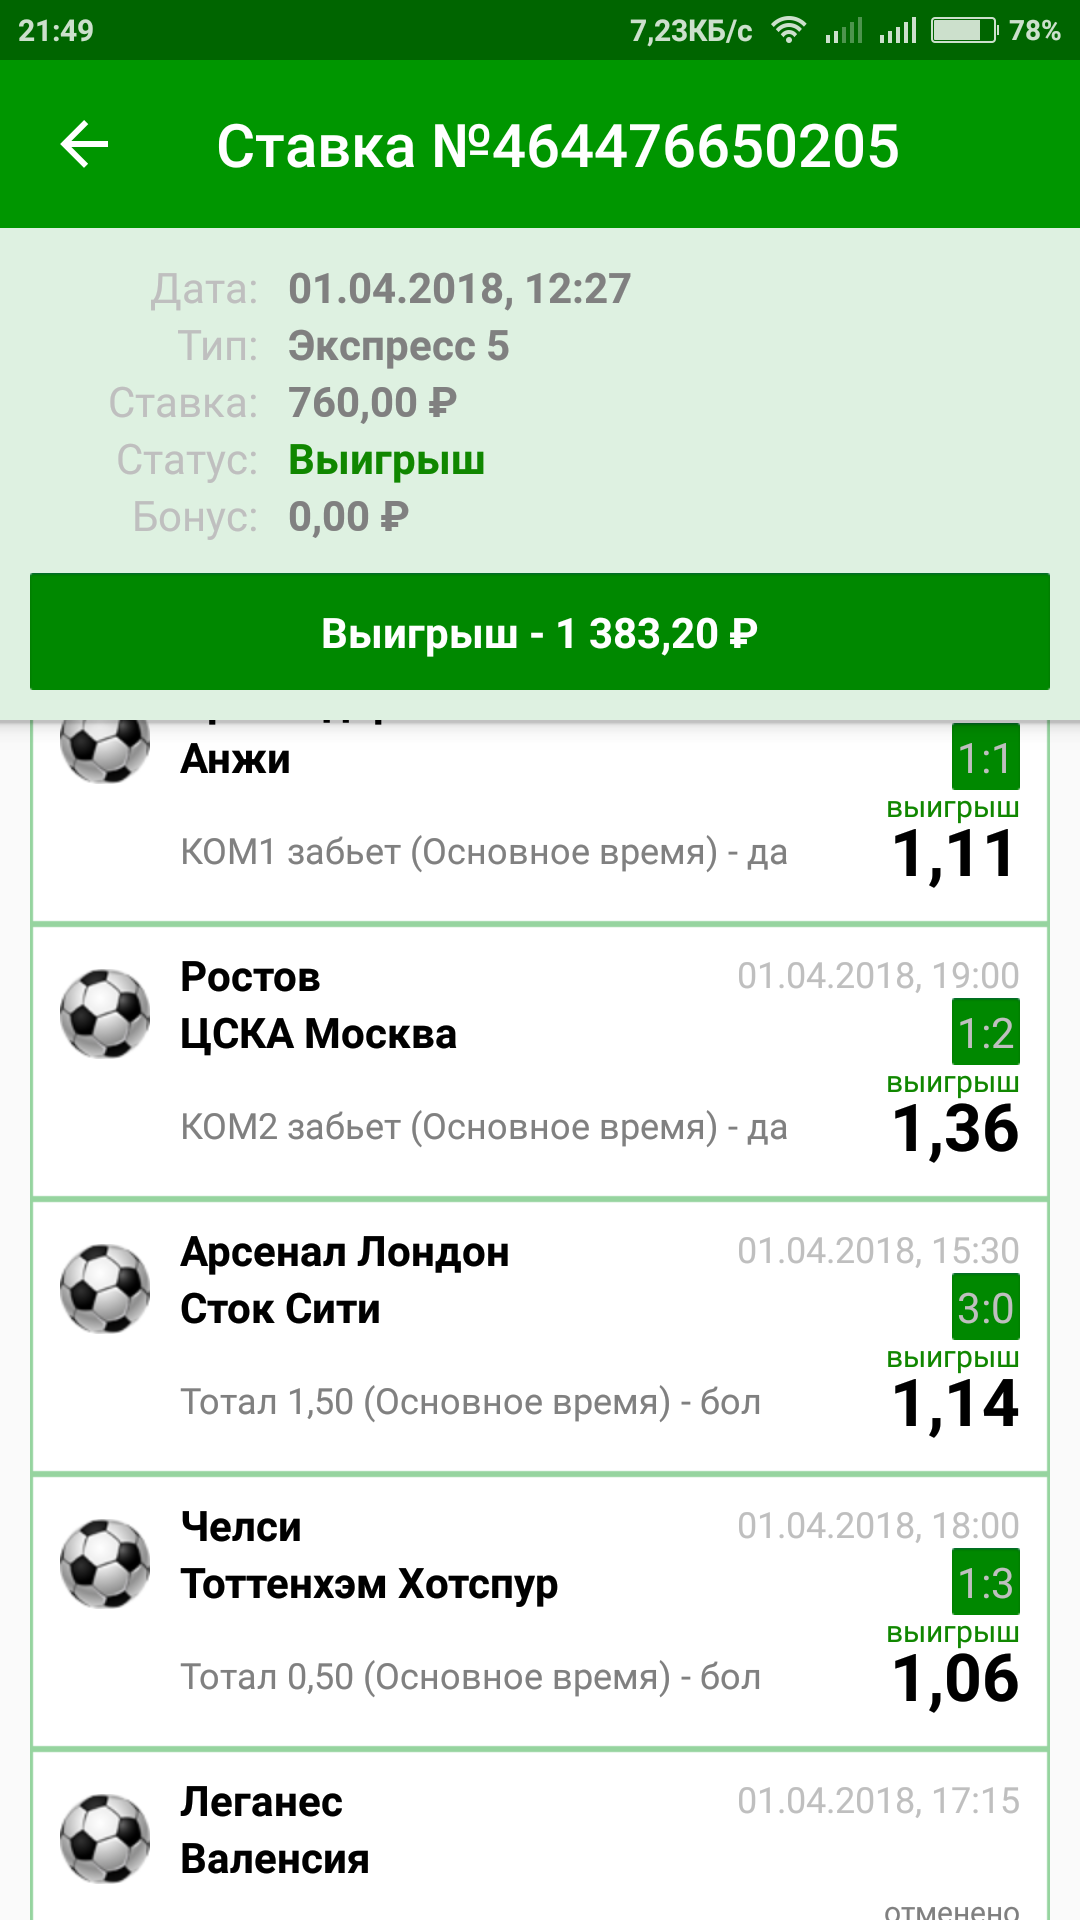 21:49 7,23КБ/с 78%
Ставка №464476650205
Дата: 01.04.2018, 12:27
Тип: Экспресс 5
Ставка: 760,00 ₽
Статус: Выигрыш
Бонус: 0,00 ₽
Выигрыш - 1 383,20 ₽
Анжи 1:1
выигрыш
КОМ1 забьет (Основное время) - да 1,11
Ростов 01.04.2018, 19:00
ЦСКА Москва 1:2
выигрыш
КОМ2 забьет (Основное время) - да 1,36
Арсенал Лондон 01.04.2018, 15:30
Сток Сити 3:0
выигрыш
Тотал 1,50 (Основное время) - бол 1,14
Челси 01.04.2018, 18:00
Тоттенхэм Хотспур 1:3
выигрыш
Тотал 0,50 (Основное время) - бол 1,06
Леганес 01.04.2018, 17:15
Валенсия
отменено